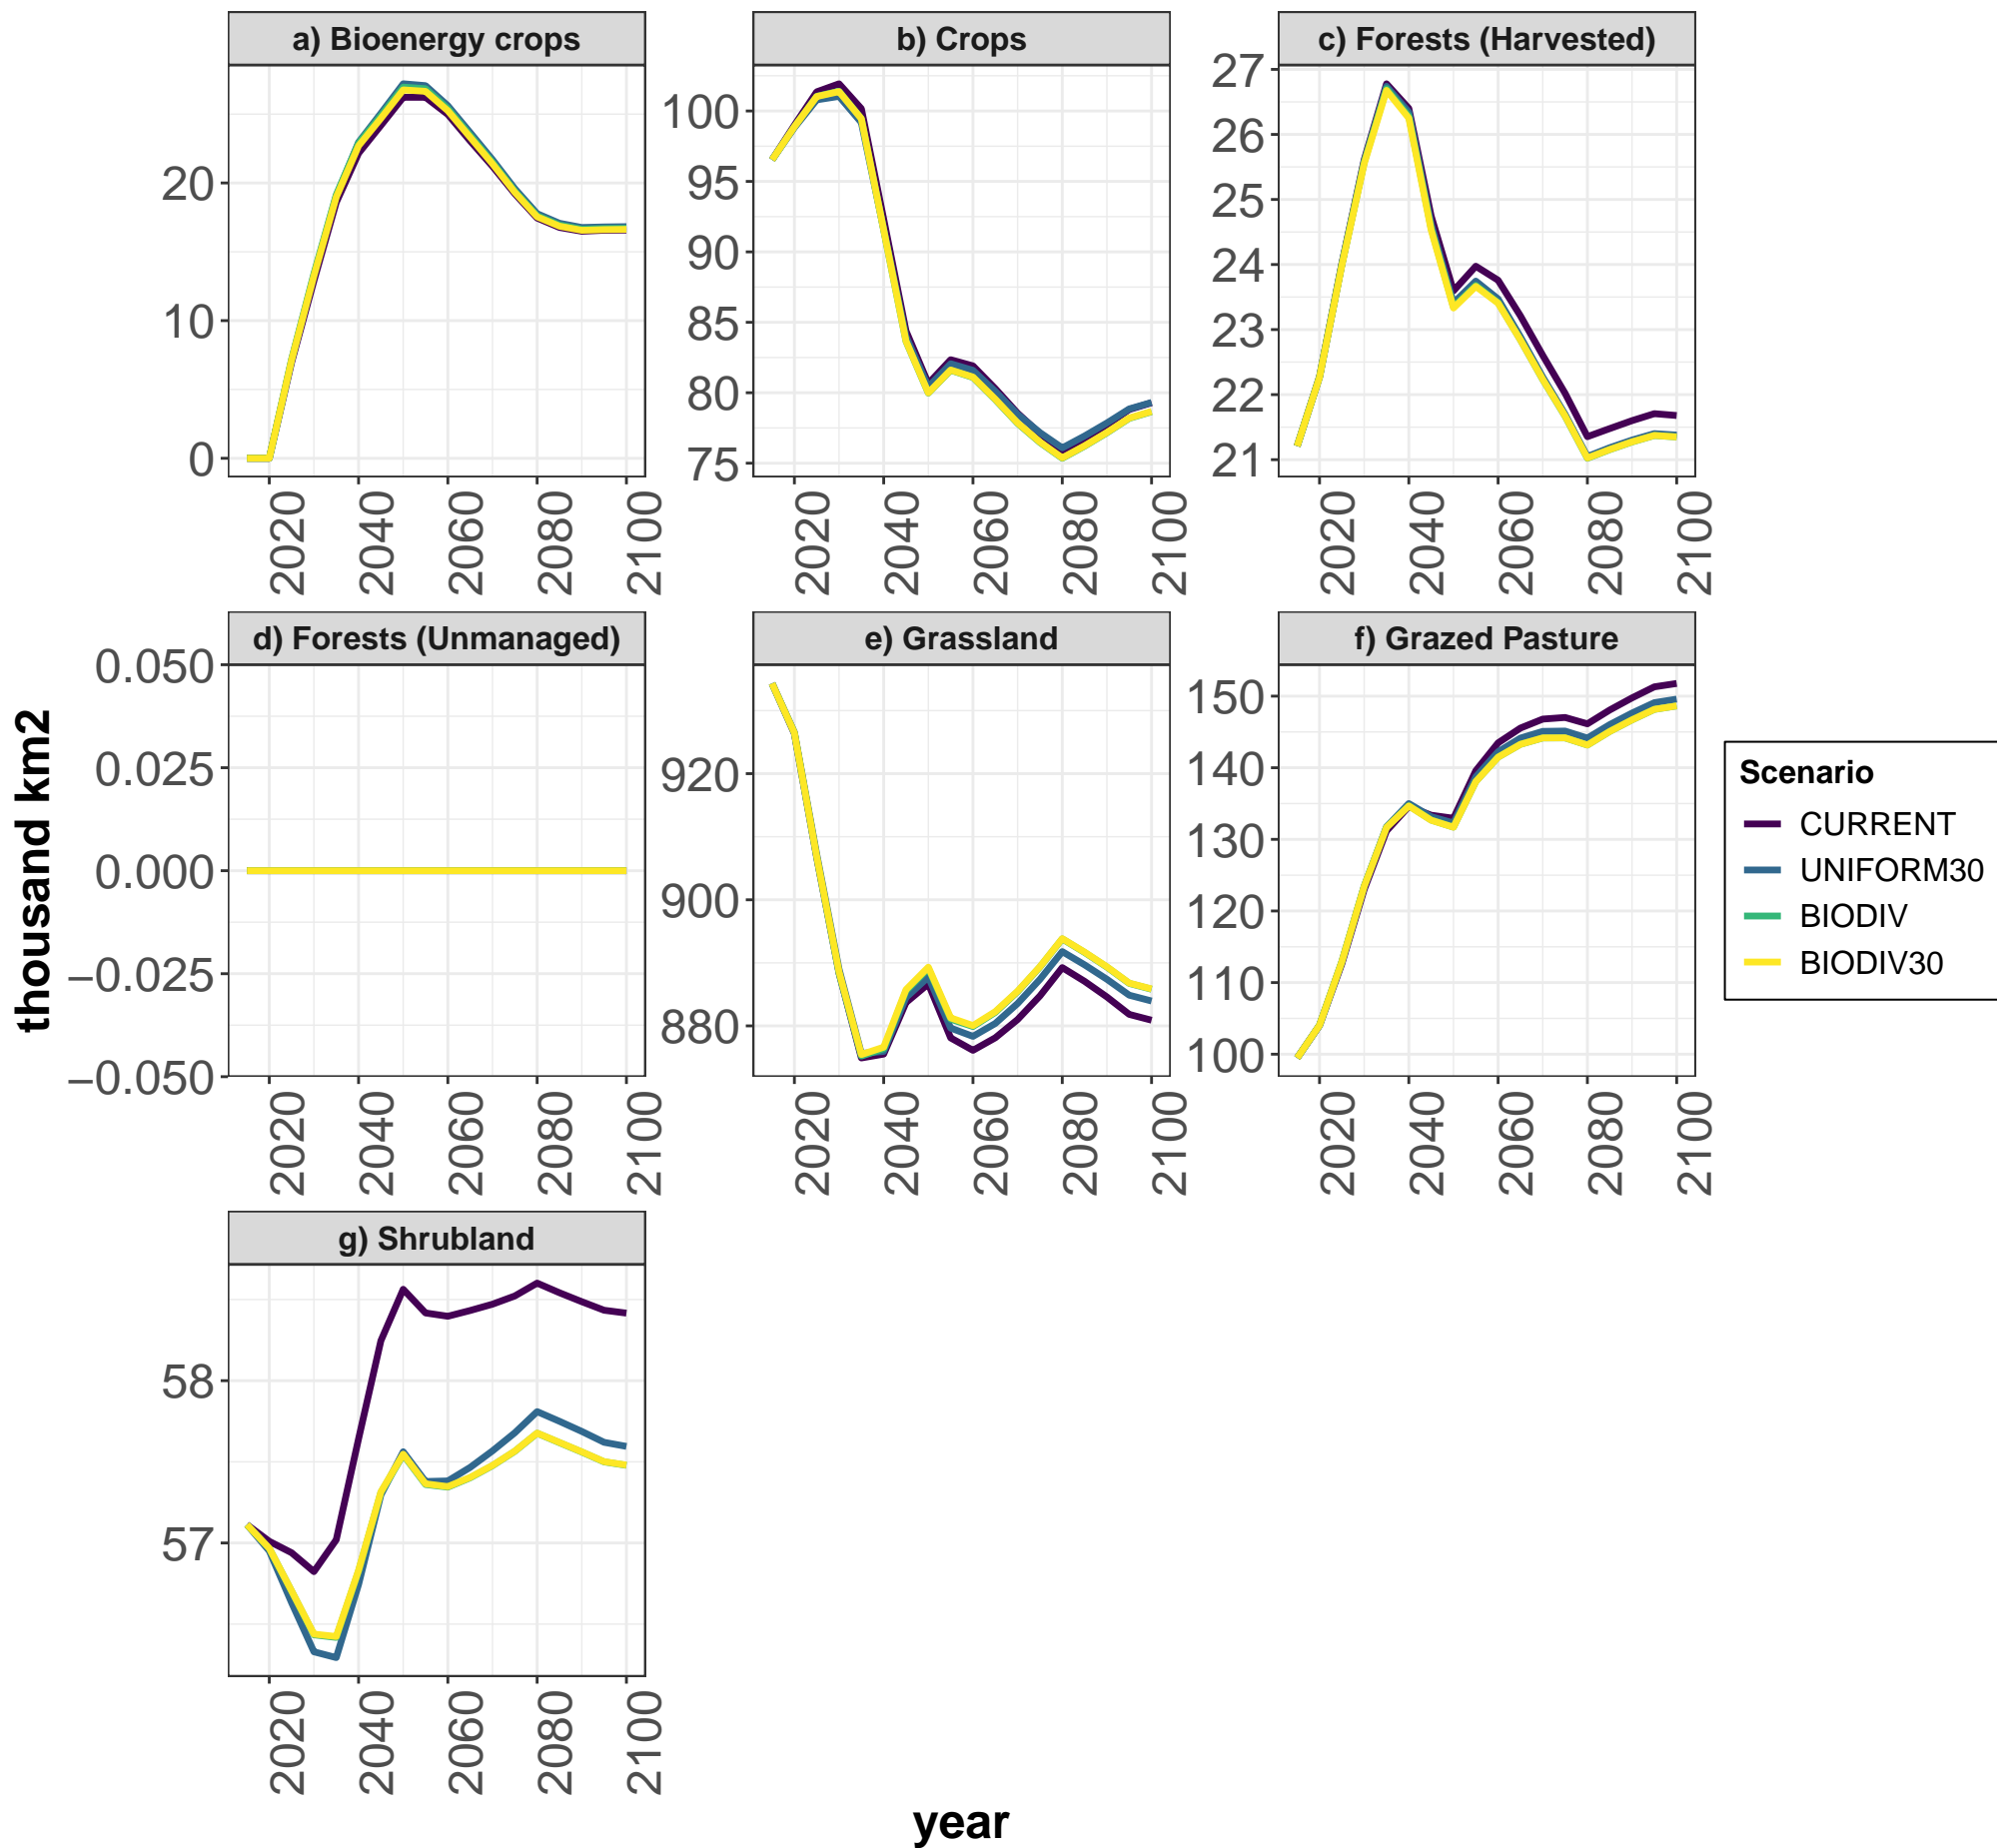 a) Bioenergy crops
b) Crops
c) Forests (Harvested)
20
10
0
100
95
90
85
80
75
27
26
25
24
23
22
21
2020 2040 2060 2080 2100
2020 2040 2060 2080 2100
2020 2040 2060 2080 2100
d) Forests (Unmanaged)
e) Grassland
f) Grazed Pasture
thousand km2
0.050
0.025
0.000
−0.025
−0.050
920
900
880
150
140
130
120
110
100
2020 2040 2060 2080 2100
2020 2040 2060 2080 2100
2020 2040 2060 2080 2100
Scenario
CURRENT
UNIFORM30
BIODIV
BIODIV30
g) Shrubland
58
57
2020 2040 2060 2080 2100
year